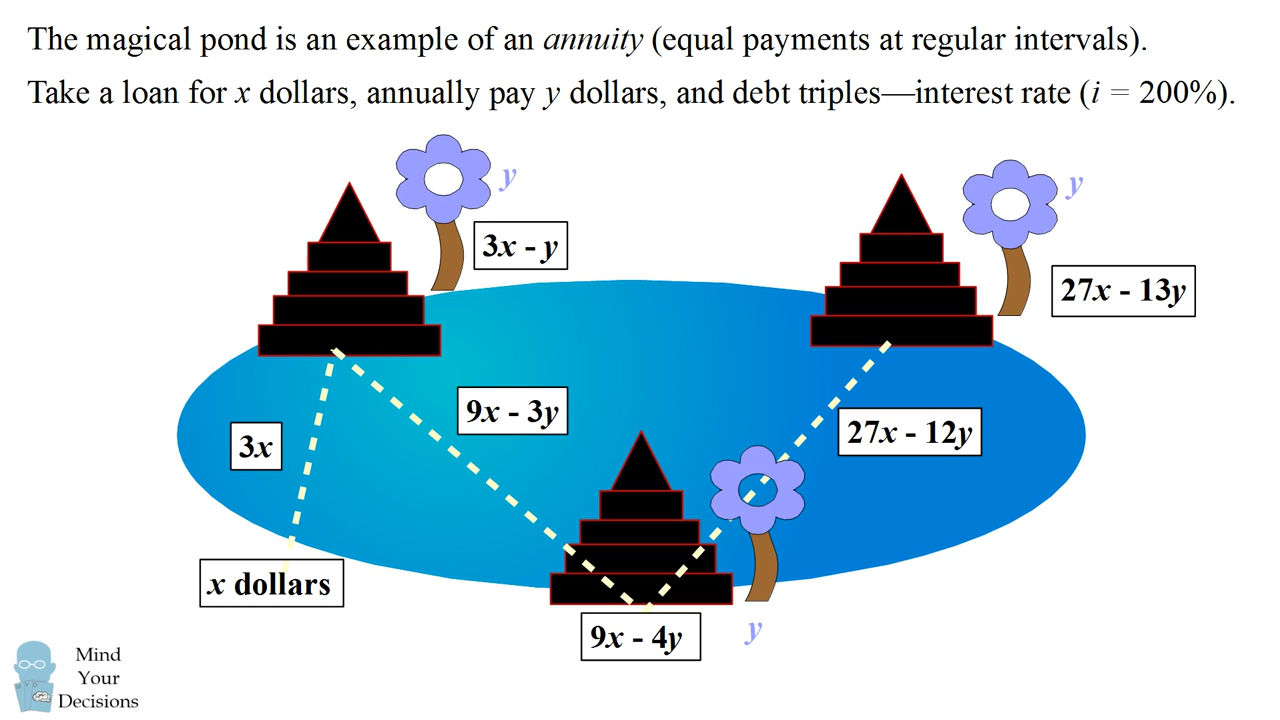 The magical pond is an example of an annuity (equal payments at regular intervals).
Take a loan for x dollars, annually pay y dollars, and debt triples—interest rate (i = 200%).
y
3x - y
y
27x - 13y
9x - 3y
27x - 12y
3x
x dollars
9x - 4y
y
Mind
Your
Decisions